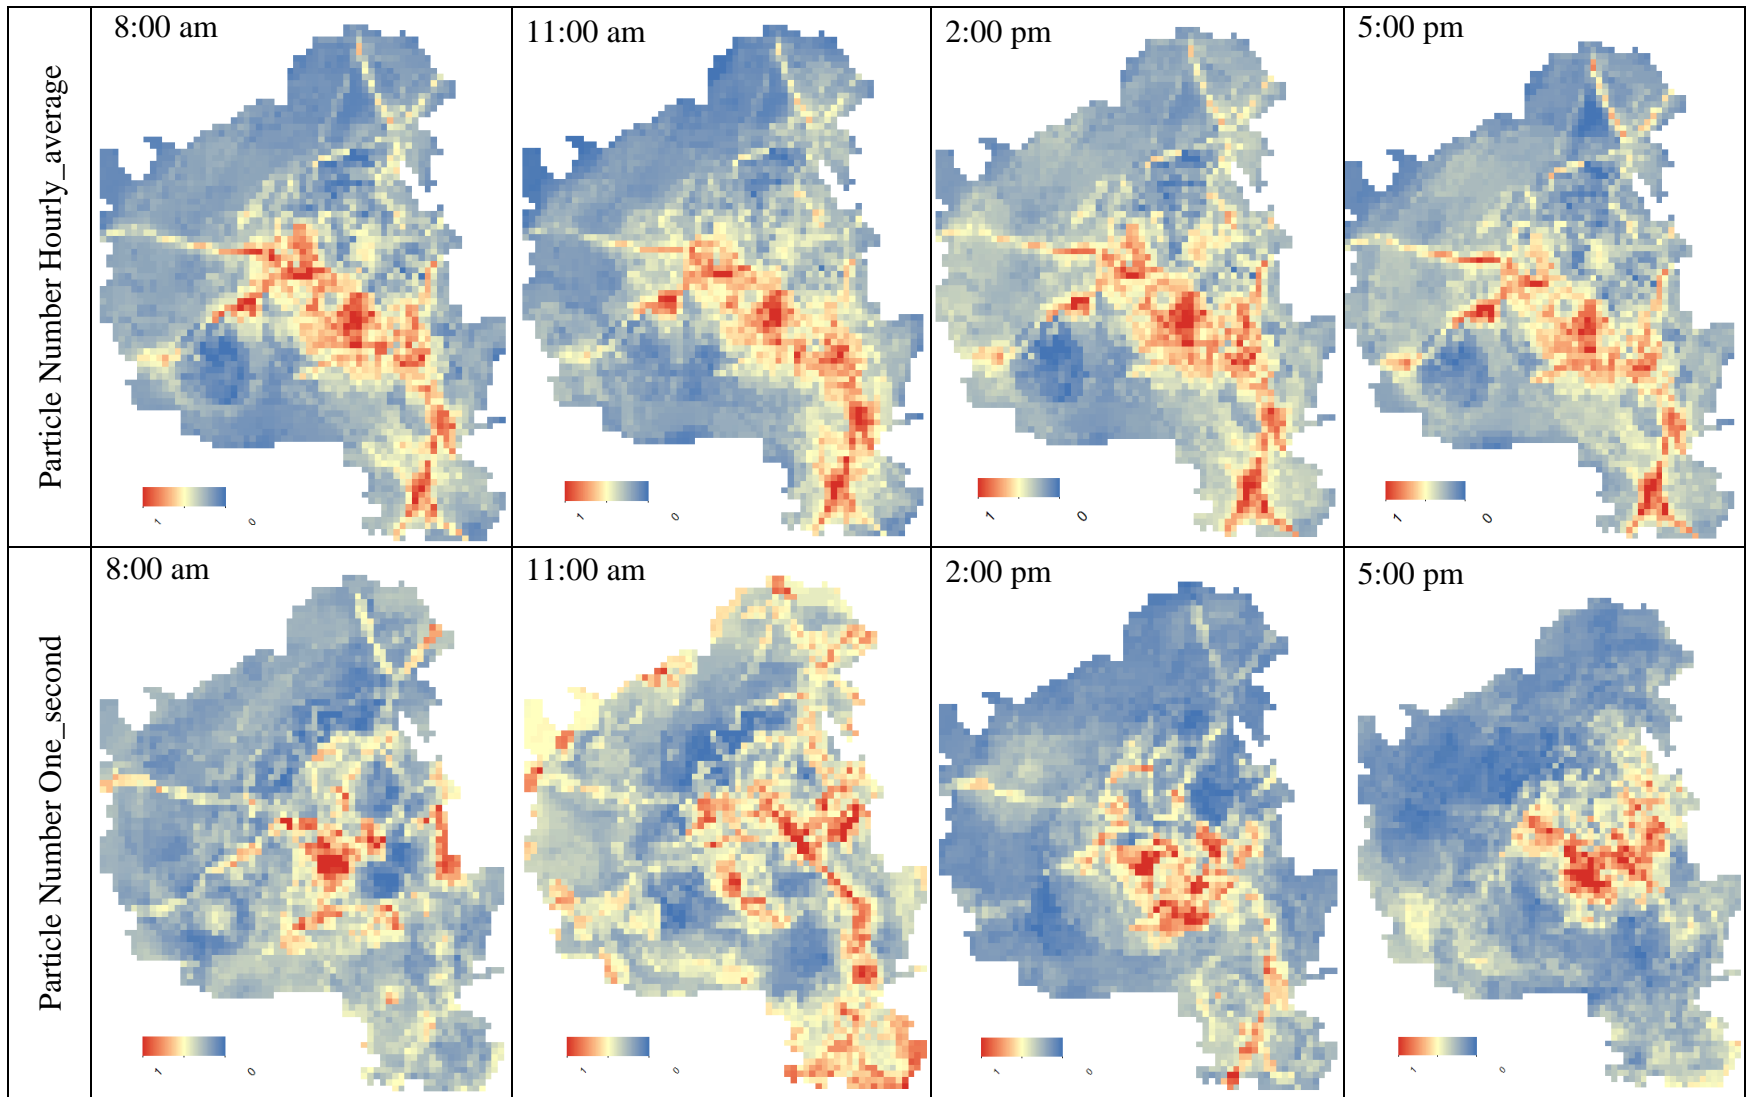 Particle Number Hourly_average
8:00 am
11:00 am
2:00 pm
5:00 pm
1 0
1 0
1 0
1 0
Particle Number One_second
8:00 am
11:00 am
2:00 pm
5:00 pm
1 0
1 0
1 0
1 0